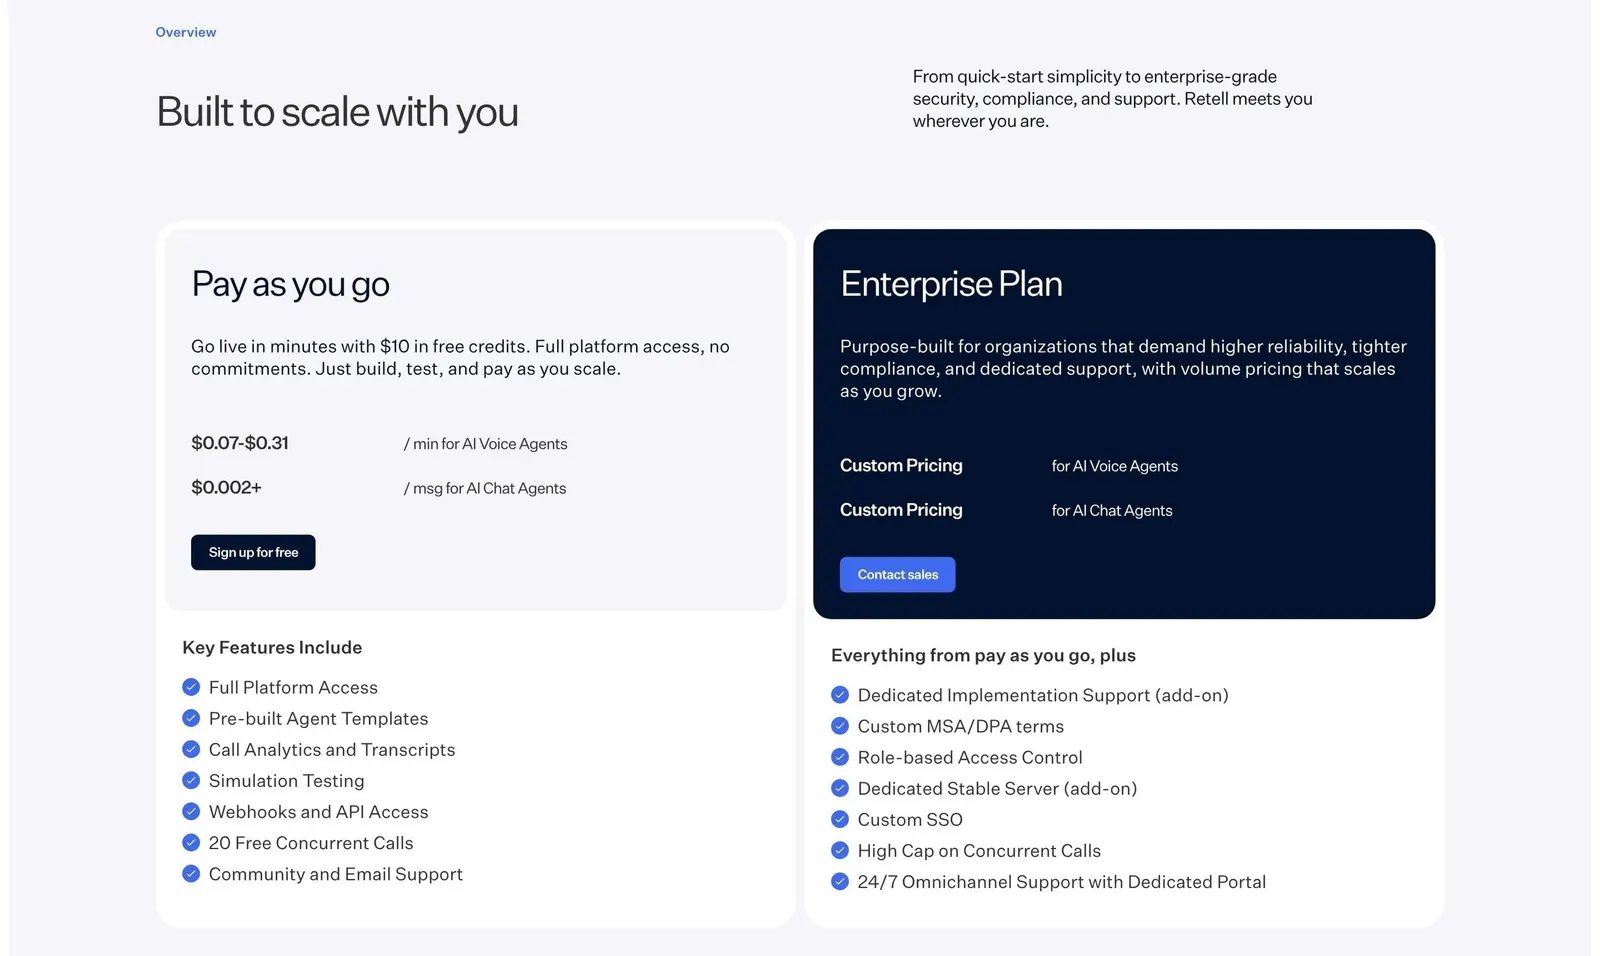 Overview
Built to scale with you
From quick-start simplicity to enterprise-grade
security, compliance, and support. Retell meets you
wherever you are.
Pay as you go
Go live in minutes with $10 in free credits. Full platform access, no
commitments. Just build, test, and pay as you scale.
$0.07-$0.31 / min for AI Voice Agents
$0.002+ / msg for AI Chat Agents
Sign up for free
Key Features Include
Full Platform Access
Pre-built Agent Templates
Call Analytics and Transcripts
Simulation Testing
Webhooks and API Access
20 Free Concurrent Calls
Community and Email Support
Enterprise Plan
Purpose-built for organizations that demand higher reliability, tighter
compliance, and dedicated support, with volume pricing that scales
as you grow.
Custom Pricing for AI Voice Agents
Custom Pricing for AI Chat Agents
Contact sales
Everything from pay as you go, plus
Dedicated Implementation Support (add-on)
Custom MSA/DPA terms
Role-based Access Control
Dedicated Stable Server (add-on)
Custom SSO
High Cap on Concurrent Calls
24/7 Omnichannel Support with Dedicated Portal